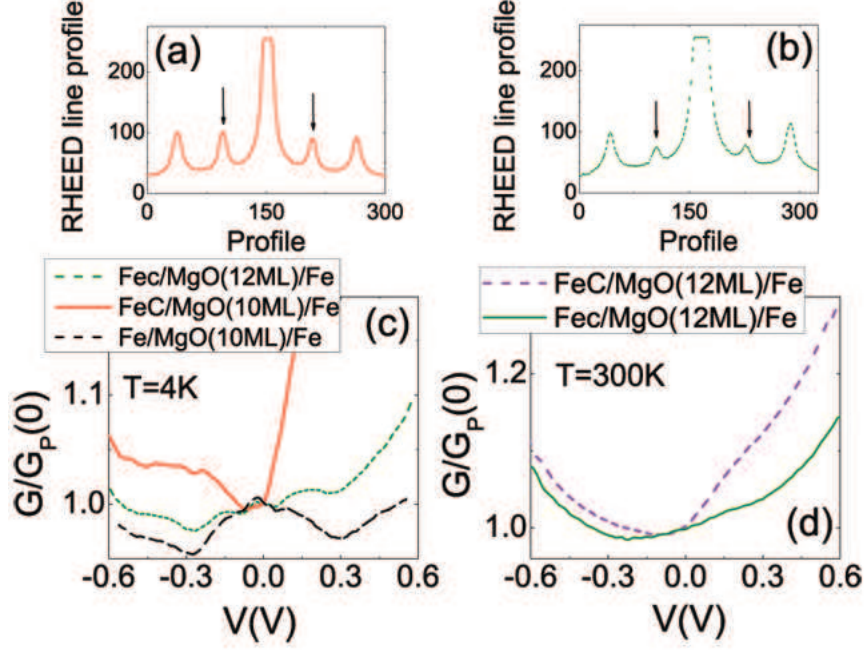 (a)
RHEED line profile
200
100
0
0
150
300
Profile
(b)
RHEED line profile
200
100
0
0
150
300
Profile
Fec/MgO(12ML)/Fe
FeC/MgO(10ML)/Fe
Fe/MgO(10ML)/Fe
(c)
T=4K
G/GP(0)
1.1
1.0
-0.6
-0.3
0.0
0.3
0.6
V(V)
FeC/MgO(12ML)/Fe
Fec/MgO(12ML)/Fe
T=300K
G/GP(0)
1.2
1.0
(d)
-0.6
-0.3
0.0
0.3
0.6
V(V)